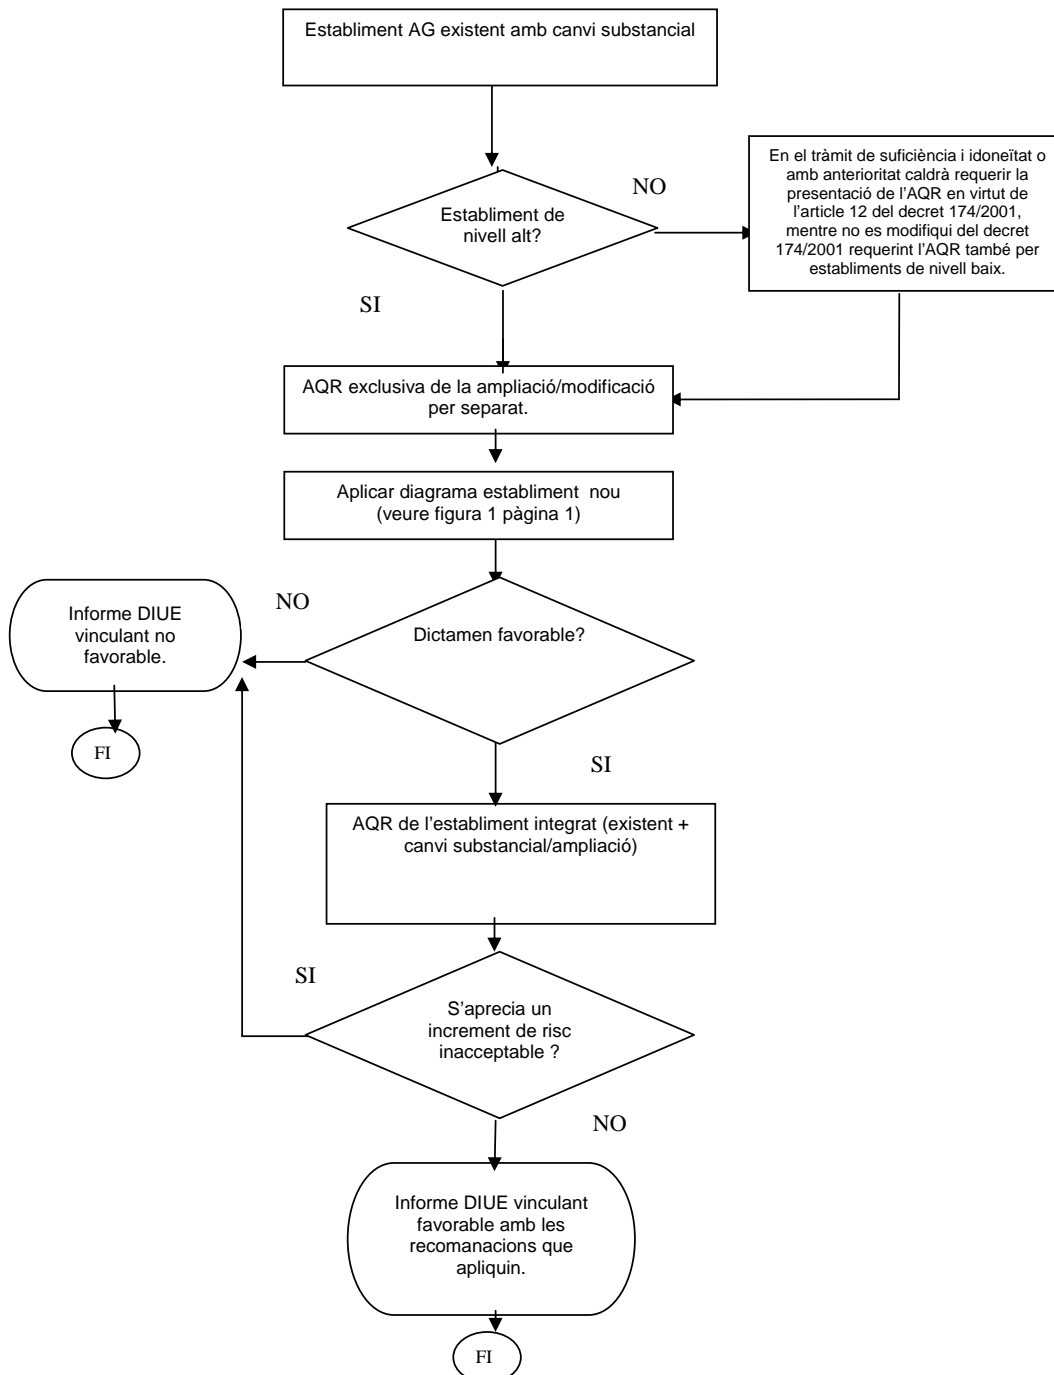 Establiment AG existent amb canvi substancial
En el tràmit de suficiència i idoneïtat o
amb anterioritat caldrà requerir la
presentació de l'AQR en virtut de
l'article 12 del decret 174/2001,
mentre no es modifiqui del decret
174/2001 requerint l'AQR també per
establiments de nivell baix.
NO
Establiment de
nivell alt?
SI
AQR exclusiva de la ampliació/modificació
per separat.
Aplicar diagrama establiment  nou
(veure figura 1 pàgina 1)
NO
Informe DIUE
vinculant no
favorable.
Dictamen favorable?
FI
SI
AQR de l'establiment integrat (existent +
canvi substancial/ampliació)
SI
S'aprecia un
increment de risc
inacceptable ?
NO
Informe DIUE vinculant
favorable amb les
recomanacions que
apliquin.
FI